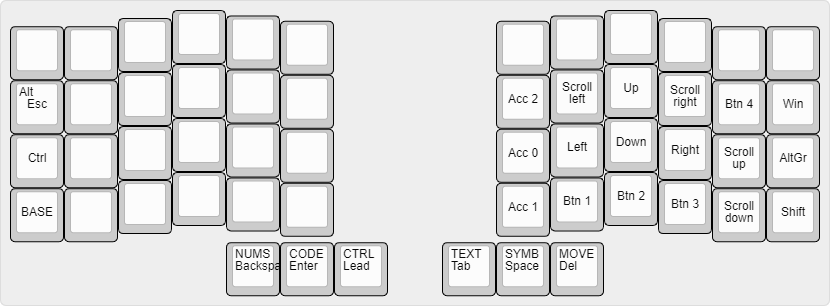 Alt
Esc
Acc 2
Scroll
left
Up
Scroll
right
Btn 4
Win
Ctrl
Acc 0
Left
Down
Right
Scroll
up
AltGr
BASE
Acc 1
Btn 1
Btn 2
Btn 3
Scroll
down
Shift
NUMS
Backspa
CODE
Enter
CTRL
Lead
TEXT
Tab
SYMB
Space
MOVE
Del